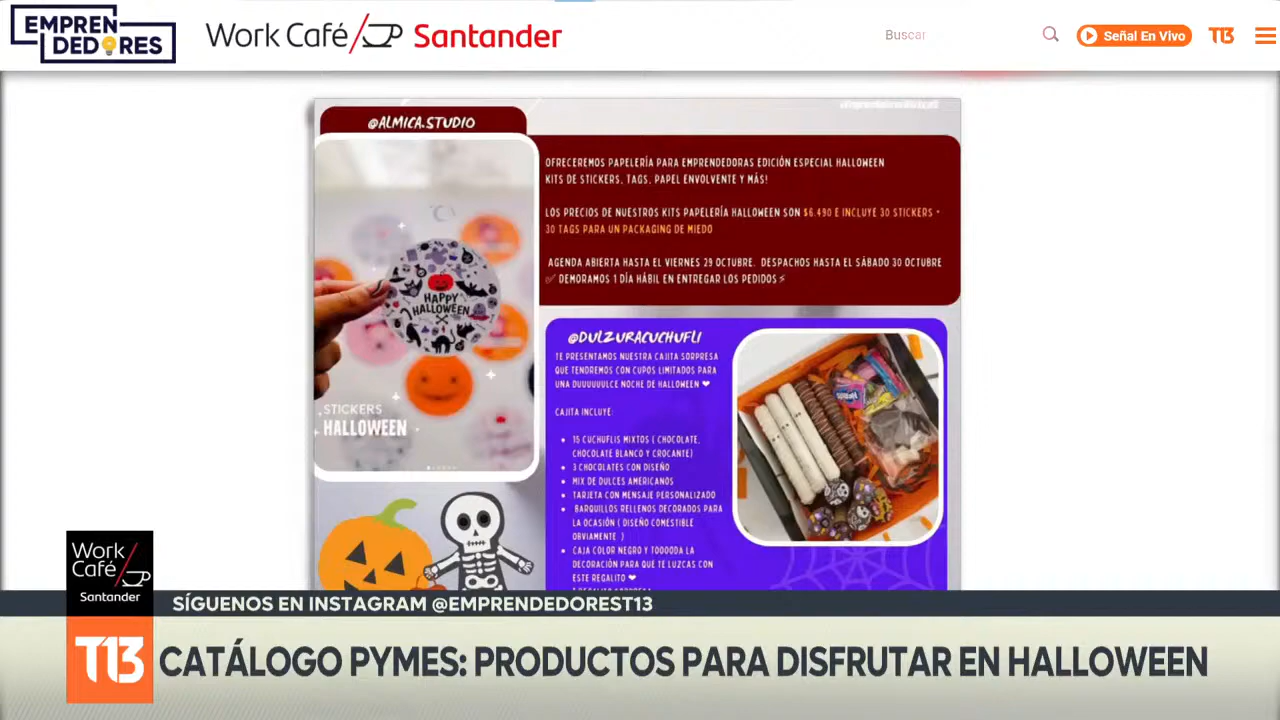 EMPREN
DEDORES
Work Café Santander
Buscar
Señal En Vivo
T13
@ALMICA.STUDIO
OFRECEREMOS PAPELERÍA PARA EMPRENDEDORAS EDICIÓN ESPECIAL HALLOWEEN
KITS DE STICKERS, TAGS, PAPEL ENVOLVENTE Y MÁS!
LOS PRECIOS DE NUESTROS KITS PAPELERÍA HALLOWEEN SON $6.490 E INCLUYE 30 STICKERS +
30 TAGS PARA UN PACKAGING DE MIEDO
AGENDA ABIERTA HASTA EL VIERNES 29 OCTUBRE. DESPACHOS HASTA EL SÁBADO 30 OCTUBRE
✅ DEMORAMOS 1 DÍA HÁBIL EN ENTREGAR LOS PEDIDOS ⚡
HAPPY
HALLOWEEN
STICKERS
HALLOWEEN
@DULZURACUCHUFLI
TE PRESENTAMOS NUESTRA CAJITA SORPRESA
QUE TENDREMOS CON CUPOS LIMITADOS PARA
UNA DUUUUUULCE NOCHE DE HALLOWEEN ❤
CAJITA INCLUYE:
• 15 CUCHUFLIS MIXTOS ( CHOCOLATE,
CHOCOLATE BLANCO Y CROCANTE)
• 3 CHOCOLATES CON DISEÑO
• MIX DE DULCES AMERICANOS
• TARJETA CON MENSAJE PERSONALIZADO
• BARQUILLOS RELLENOS DECORADOS PARA
LA OCASIÓN ( DISEÑO COMESTIBLE
OBVIAMENTE )
• CAJA COLOR NEGRO Y TOOOODA LA
DECORACIÓN PARA QUE TE LUZCAS CON
ESTE REGALITO ❤
Work
Café
Santander
SÍGUENOS EN INSTAGRAM @EMPRENDEDOREST13
T13
CATÁLOGO PYMES: PRODUCTOS PARA DISFRUTAR EN HALLOWEEN